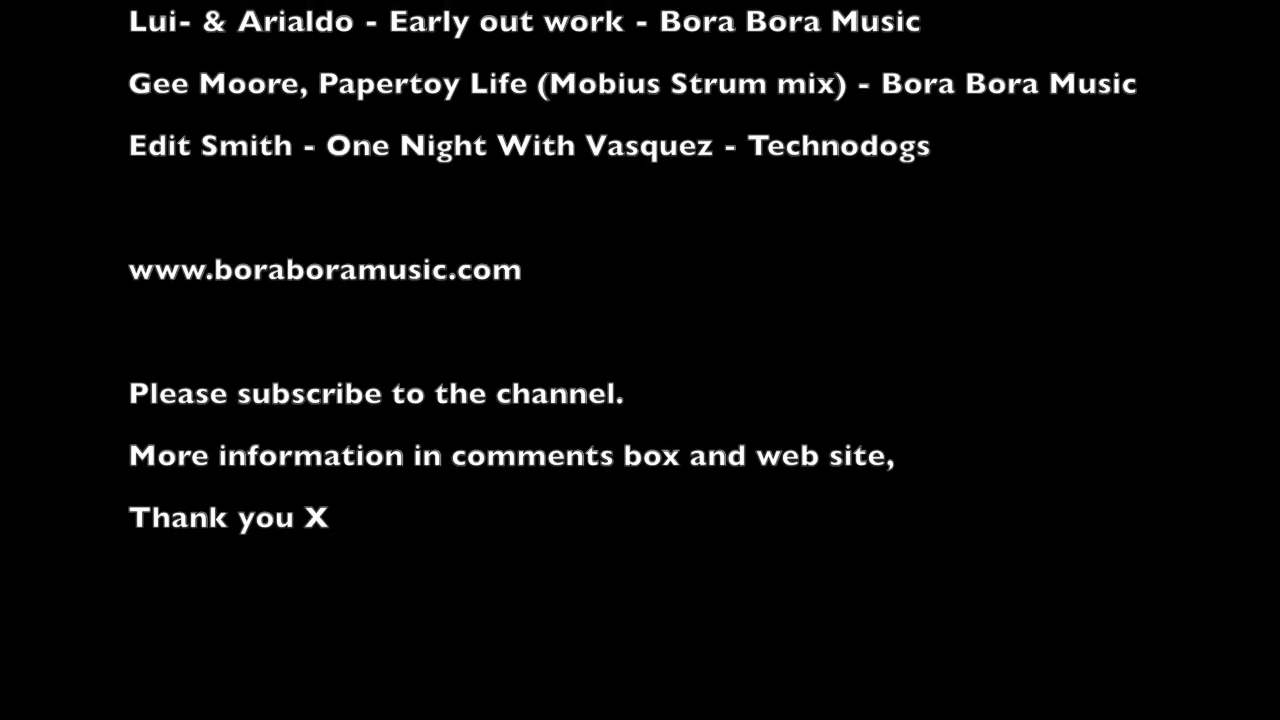 Lui- & Arialdo - Early out work - Bora Bora Music
Gee Moore, Papertoy Life (Mobius Strum mix) - Bora Bora Music
Edit Smith - One Night With Vasquez - Technodogs
www.boraboramusic.com
Please subscribe to the channel.
More information in comments box and web site,
Thank you X